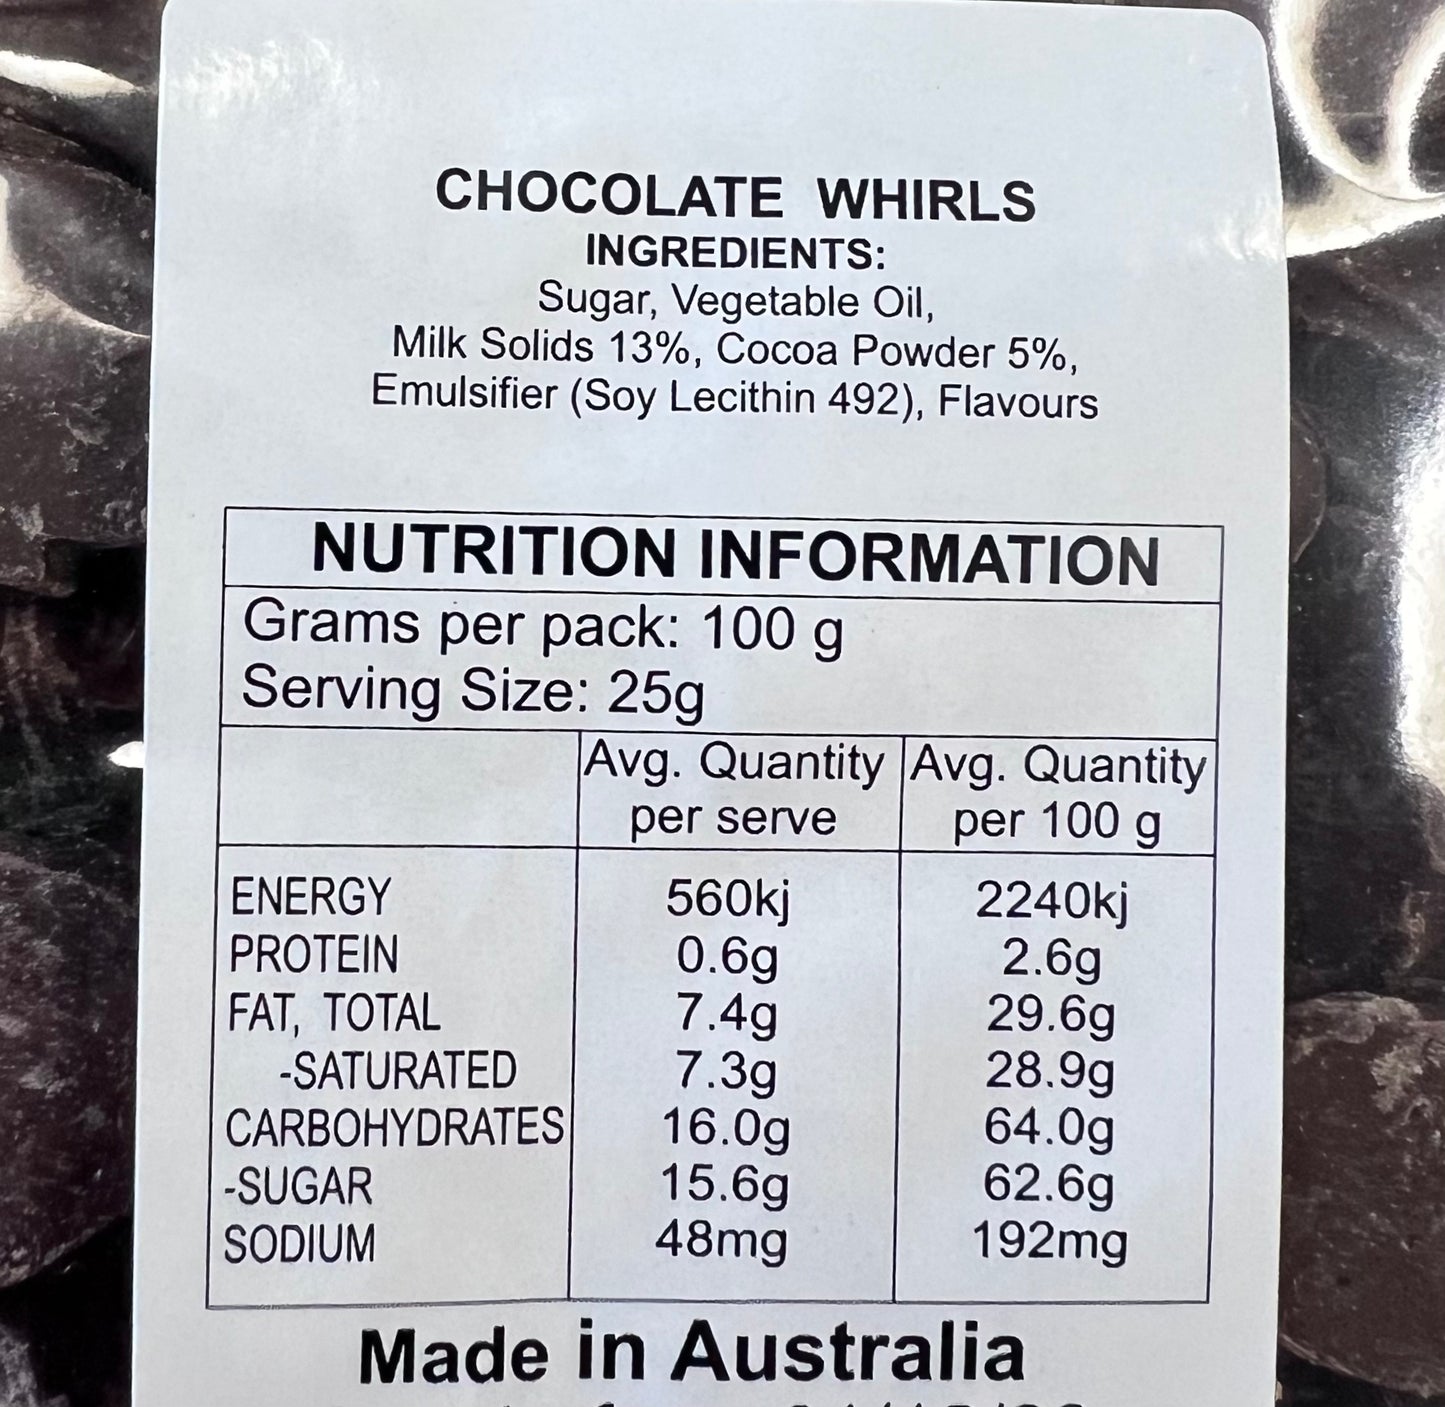 CHOCOLATE WHIRLS
INGREDIENTS:
Sugar, Vegetable Oil,
Milk Solids 13%, Cocoa Powder 5%,
Emulsifier (Soy Lecithin 492), Flavours
NUTRITION INFORMATION
Grams per pack: 100 g
Serving Size: 25g
Avg. Quantity per serve Avg. Quantity per 100 g
ENERGY 560kj 2240kj
PROTEIN 0.6g 2.6g
FAT, TOTAL 7.4g 29.6g
-SATURATED 7.3g 28.9g
CARBOHYDRATES 16.0g 64.0g
-SUGAR 15.6g 62.6g
SODIUM 48mg 192mg
Made in Australia